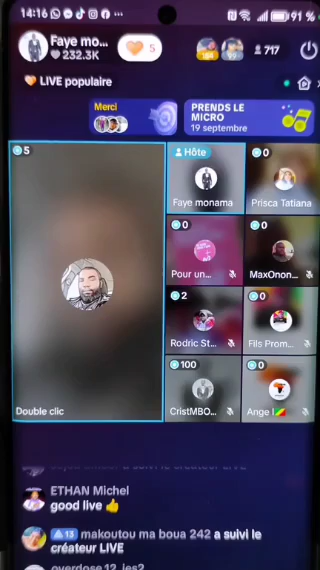 14:16
91 %
Faye mo...
232.3K
5
717
LIVE populaire
Merci
PRENDS LE
MICRO
19 septembre
5
Hôte
Faye monama
0
Prisca Tatiana
0
Pour un...
0
MaxOnon...
2
Rodric St...
0
Fils Prom...
100
CristMBO...
0
Ange
Double clic
ETHAN Michel
good live 👍
13 makoutou ma boua 242 a suivi le
créateur LIVE